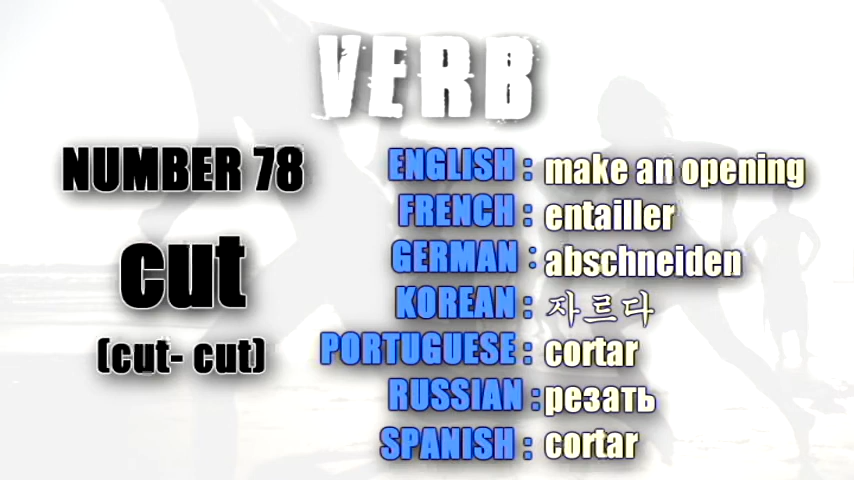 VERB
NUMBER 78
cut
(cut- cut)
ENGLISH : make an opening
FRENCH : entailler
GERMAN : abschneiden
KOREAN : 자르다
PORTUGUESE : cortar
RUSSIAN : резать
SPANISH : cortar